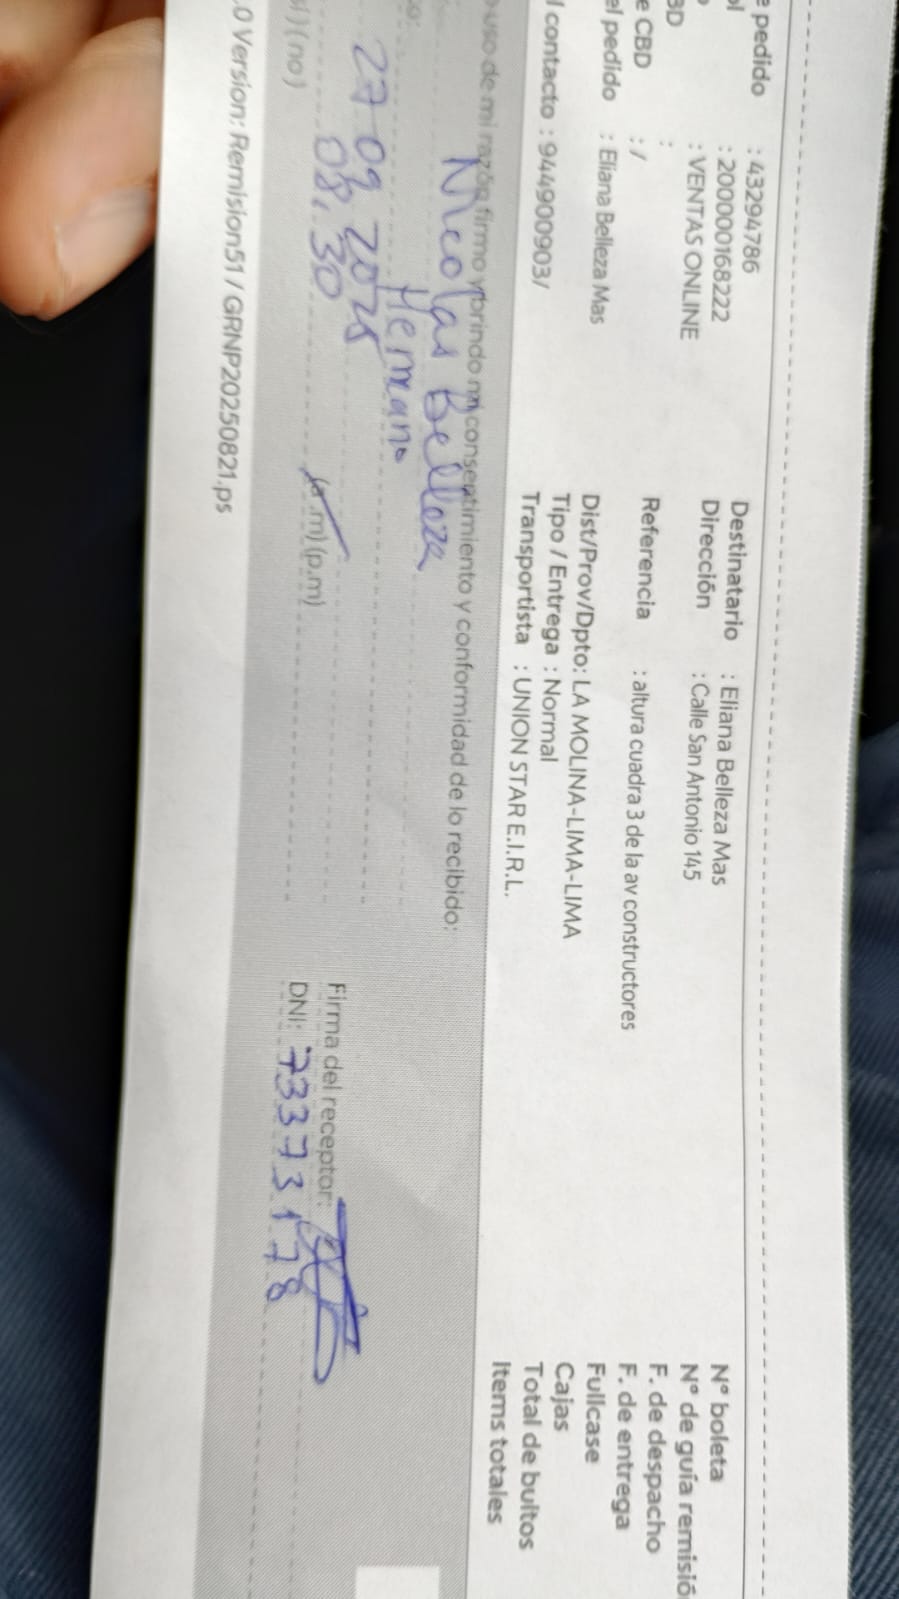 e pedido : 43294786
ol : 200000168222
: VENTAS ONLINE
BD :
e CBD : /
el pedido : Eliana Belleza Mas
l contacto : 944900903/
Destinatario : Eliana Belleza Mas
Dirección : Calle San Antonio 145
Referencia : altura cuadra 3 de la av constructores
Dist/Prov/Dpto: LA MOLINA-LIMA-LIMA
Tipo / Entrega : Normal
Transportista : UNION STAR E.I.R.L.
N° boleta
N° de guía remisió
F. de despacho
F. de entrega
Fullcase
Cajas
Total de bultos
Items totales
uso de mi razón firmo y brindo mi consentimiento y conformidad de lo recibido:
Nicolas Belleza
co:
Hermano
27 09 2025
08:30 (a.m) (p.m)
(no)
Firma del receptor:
DNI: 73373178
.0 Version: Remision51 / GRNP20250821.ps